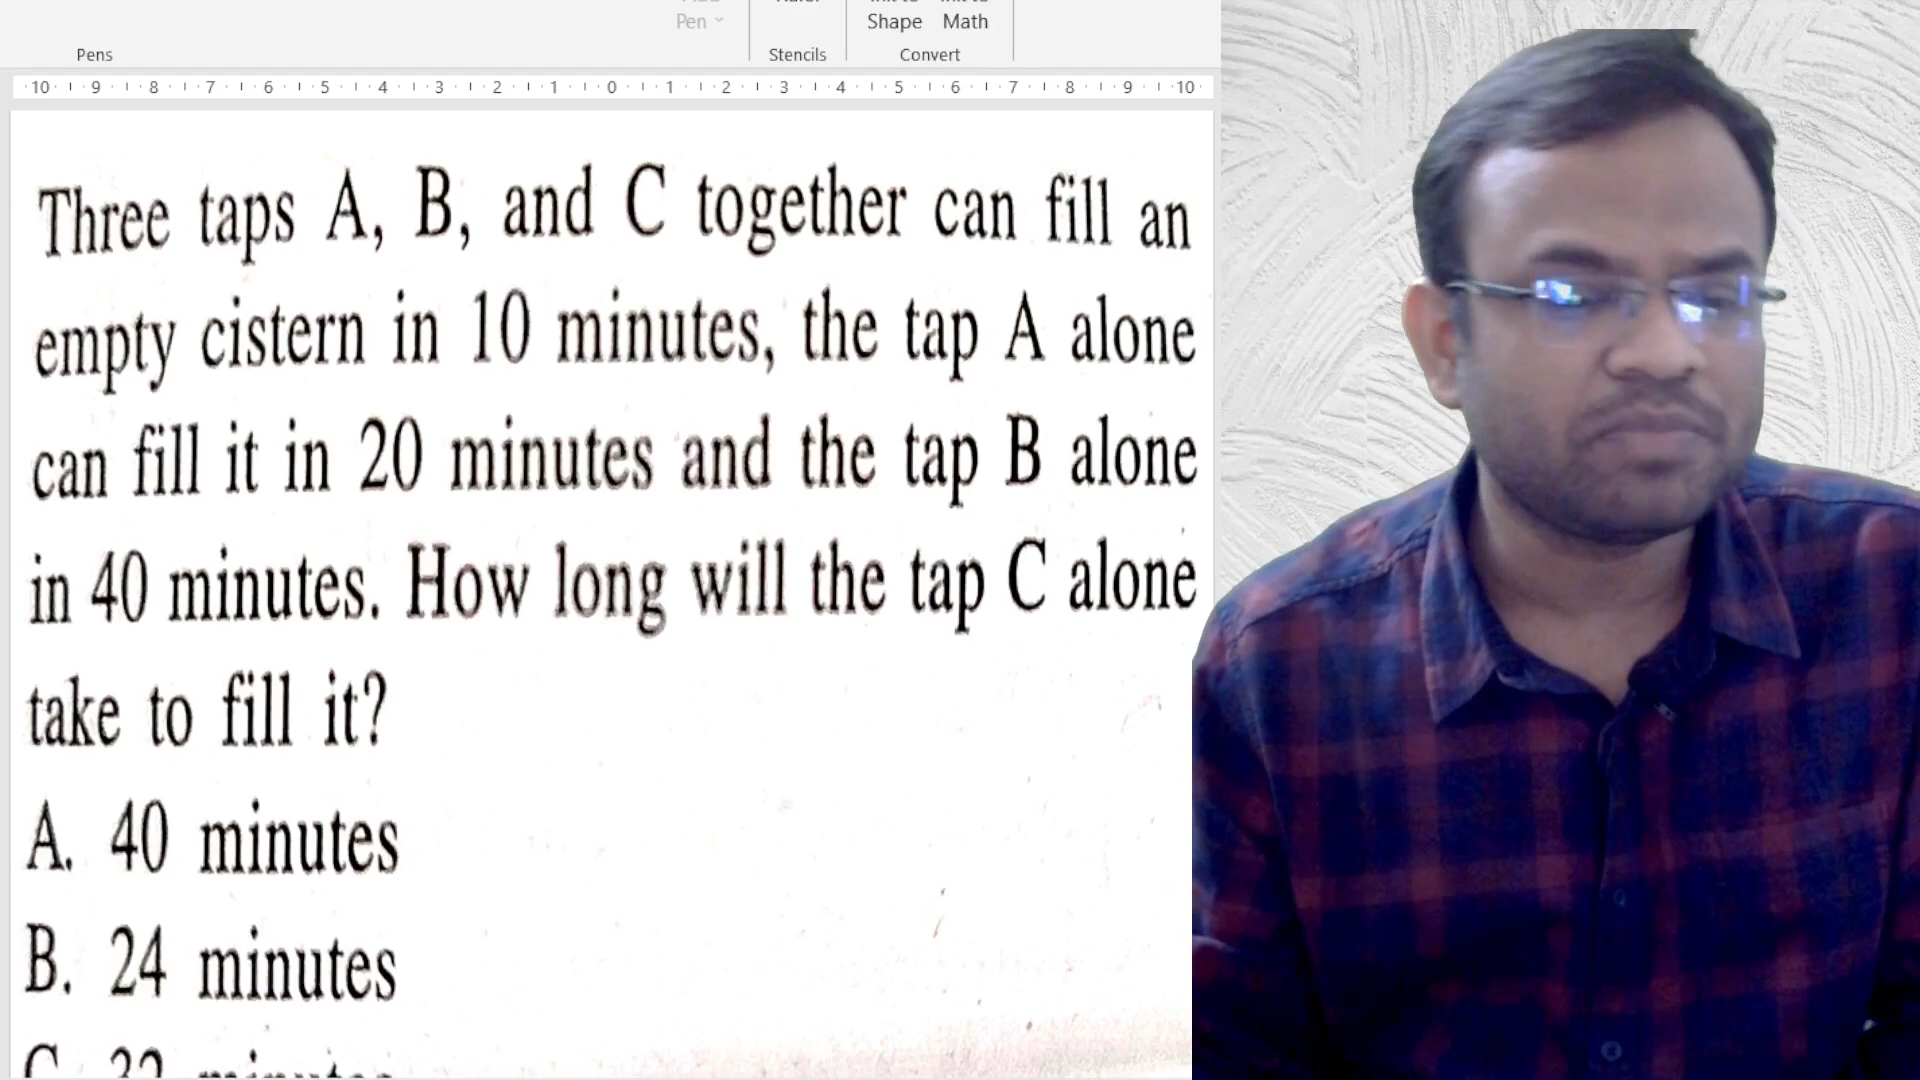 Pen
Shape Math
Pens
Stencils
Convert
10 9 8 7 6 5 4 3 2 1 0 1 2 3 4 5 6 7 8 9 10
Three taps A, B, and C together can fill an
empty cistern in 10 minutes, the tap A alone
can fill it in 20 minutes and the tap B alone
in 40 minutes. How long will the tap C alone
take to fill it?
A. 40 minutes
B. 24 minutes